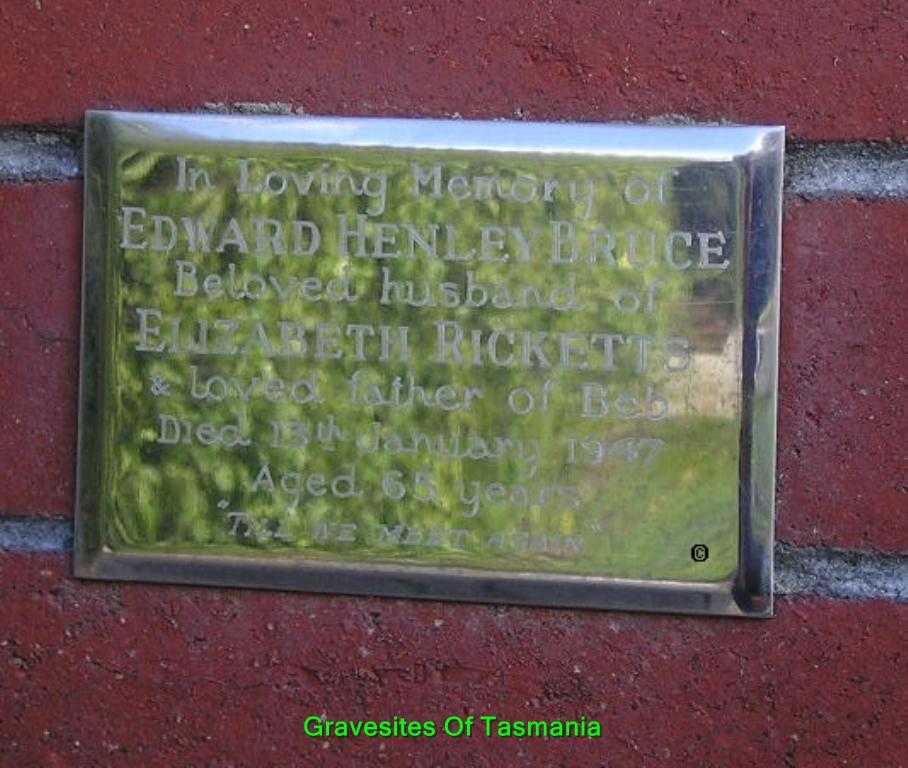 In Loving Memory of
EDWARD HENLEY BRUCE
Beloved husband of
ELIZABETH RICKETTS
& loved father of Beb
Died 13th January 1947
Aged 65 years
"TILL WE MEET AGAIN"
©
Gravesites Of Tasmania